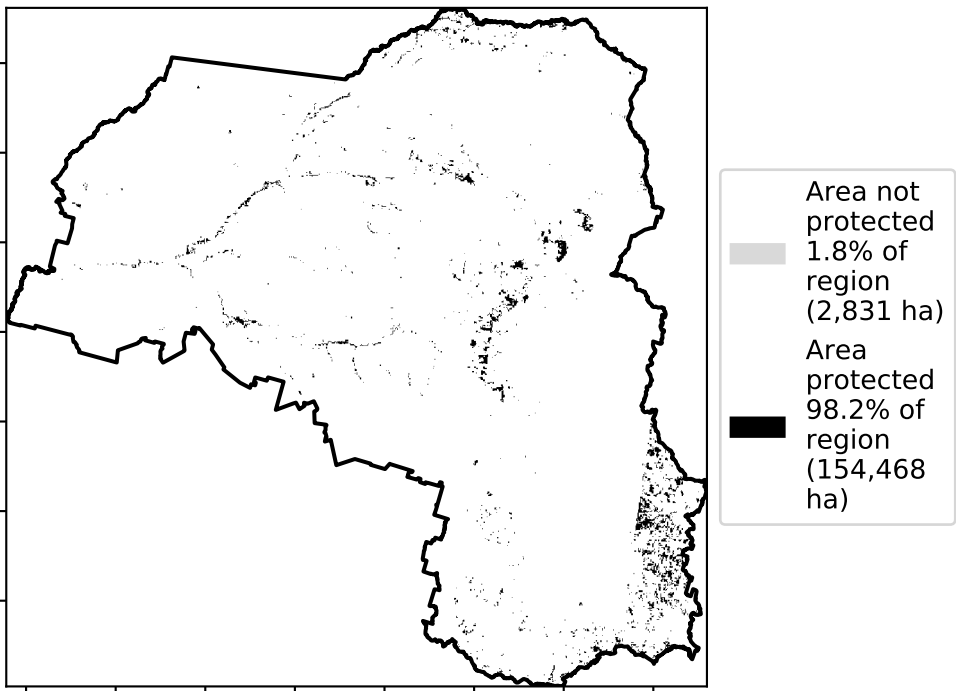 Area not
protected
1.8% of
region
(2,831 ha)
Area
protected
98.2% of
region
(154,468
ha)